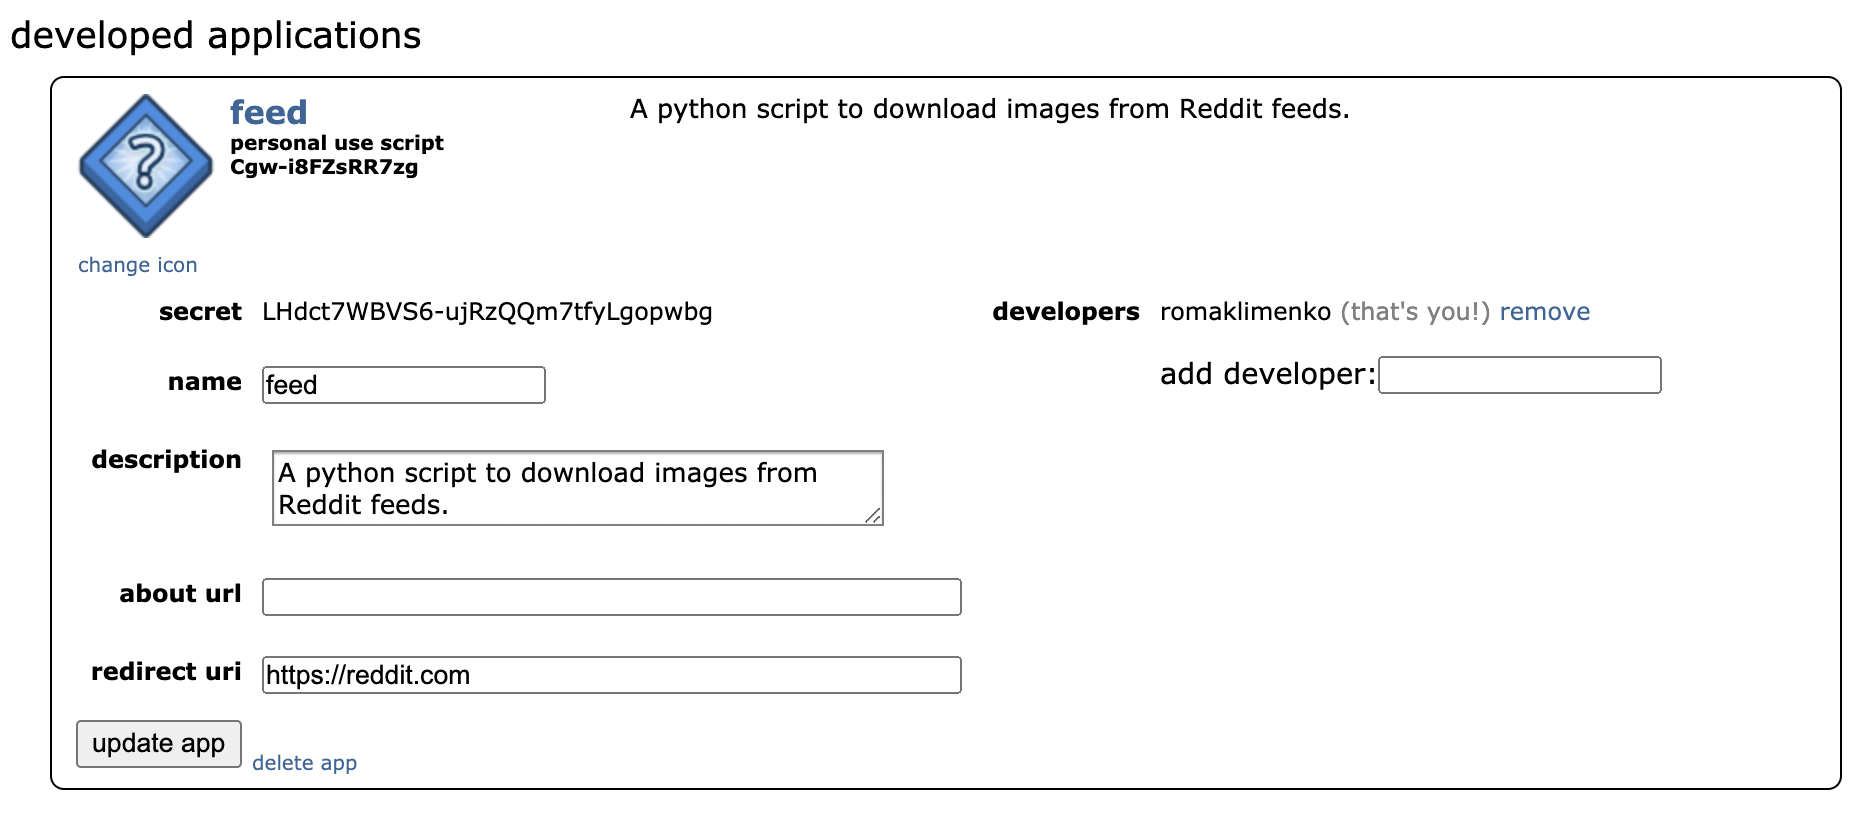 developed applications
feed
personal use script
Cgw-i8FZsRR7zg
A python script to download images from Reddit feeds.
change icon
secret LHdct7WBVS6-ujRzQQm7tfyLgopwbg
developers romaklimenko (that's you!) remove
name feed
add developer:
description A python script to download images from
Reddit feeds.
about url
redirect uri https://reddit.com
update app
delete app